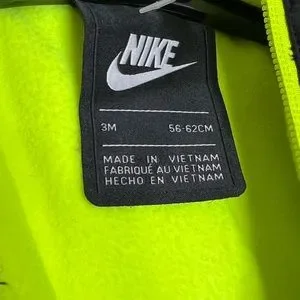 NIKE
3M 56-62CM
MADE IN VIETNAM
FABRIQUÉ AU VIETNAM
HECHO EN VIETNAM